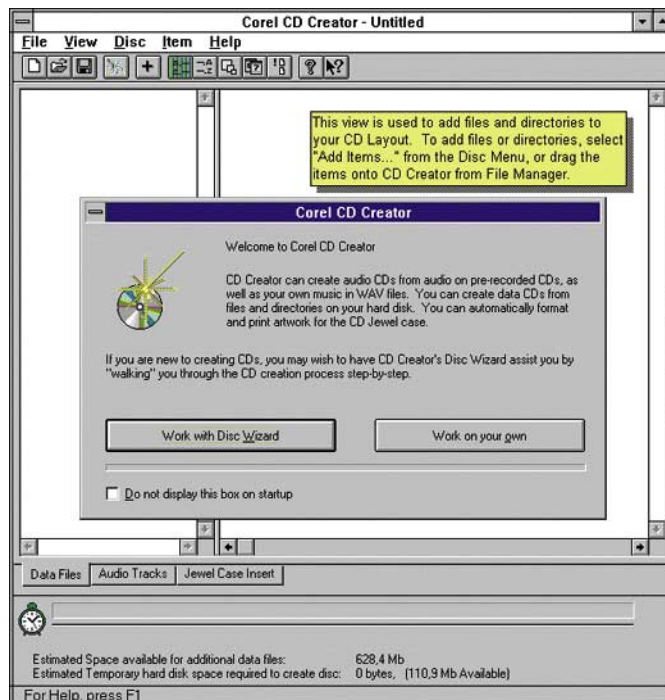 Corel CD Creator - Untitled
File View Disc Item Help
This view is used to add files and directories to
your CD Layout. To add files or directories, select
"Add Items..." from the Disc Menu, or drag the
items onto CD Creator from File Manager.
Corel CD Creator
Welcome to Corel CD Creator
CD Creator can create audio CDs from audio on pre-recorded CDs, as
well as your own music in WAV files. You can create data CDs from
files and directories on your hard disk. You can automatically format
and print artwork for the CD Jewel case.
If you are new to creating CDs, you may wish to have CD Creator's Disc Wizard assist you by
"walking" you through the CD creation process step-by-step.
Work with Disc Wizard Work on your own
Do not display this box on startup
Data Files Audio Tracks Jewel Case Insert
Estimated Space available for additional data files: 628,4 Mb
Estimated Temporary hard disk space required to create disc: 0 bytes, (110,9 Mb Available)
For Help, press F1